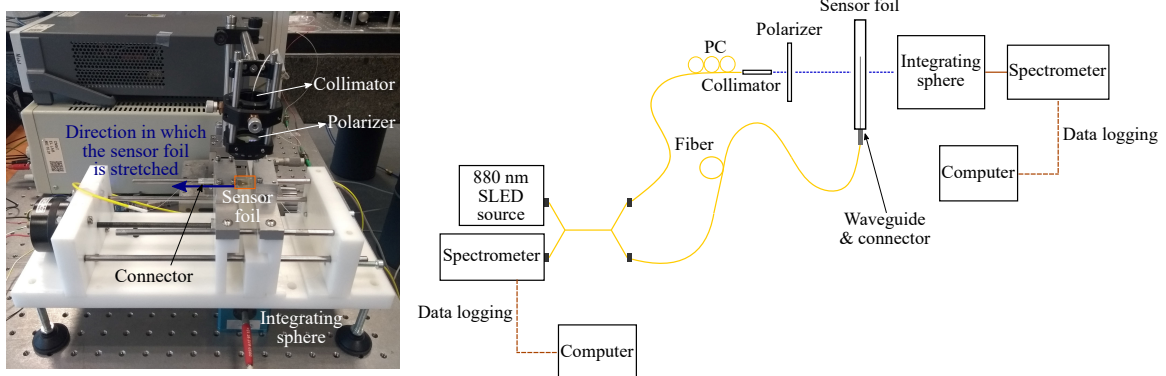 Collimator
Polarizer
Direction in which
the sensor foil
is stretched
Sensor
foil
Connector
Integrating
sphere
Sensor foil
Polarizer
PC
Collimator
Integrating
sphere
Spectrometer
Data logging
Fiber
Computer
880 nm
SLED
source
Waveguide
& connector
Spectrometer
Data logging
Computer